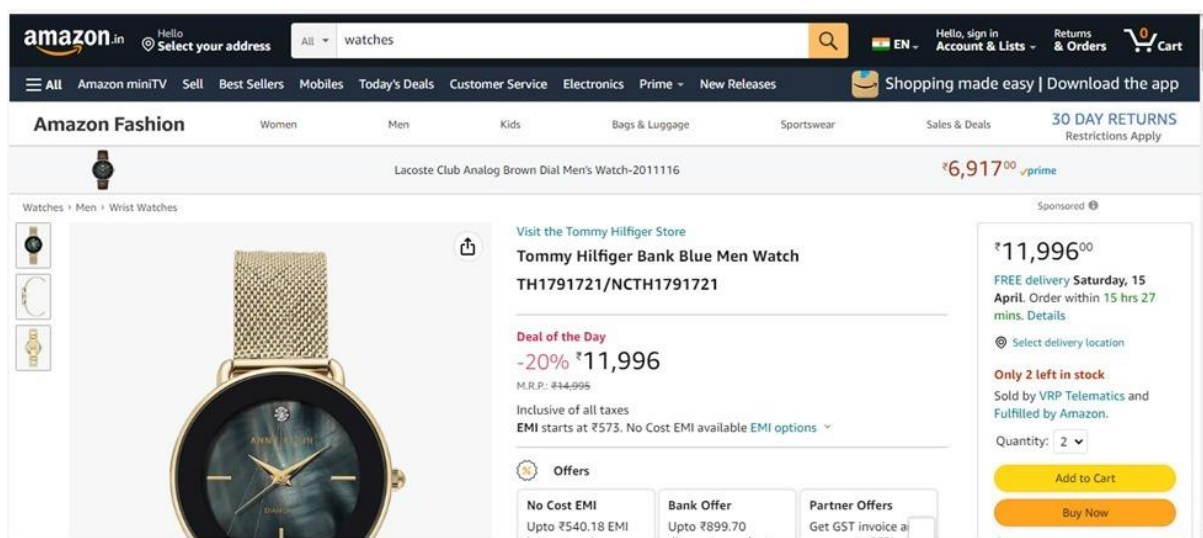 amazon.in
Hello
Select your address
All
watches
EN
Hello, sign in
Account & Lists
Returns
& Orders
0
Cart
All Amazon miniTV Sell Best Sellers Mobiles Today's Deals Customer Service Electronics Prime New Releases
Shopping made easy | Download the app
Amazon Fashion Women Men Kids Bags & Luggage Sportswear Sales & Deals
30 DAY RETURNS
Restrictions Apply
Lacoste Club Analog Brown Dial Men's Watch-2011116
₹6,917⁰⁰ prime
Watches › Men › Wrist Watches
Sponsored
Visit the Tommy Hilfiger Store
Tommy Hilfiger Bank Blue Men Watch
TH1791721/NCTH1791721
Deal of the Day
-20% ₹11,996
M.R.P.: ₹14,995
Inclusive of all taxes
EMI starts at ₹573. No Cost EMI available EMI options
Offers
No Cost EMI
Upto ₹540.18 EMI
Bank Offer
Upto ₹899.70
Partner Offers
Get GST invoice
₹11,996⁰⁰
FREE delivery Saturday, 15
April. Order within 15 hrs 27
mins. Details
Select delivery location
Only 2 left in stock
Sold by VRP Telematics and
Fulfilled by Amazon.
Quantity: 2
Add to Cart
Buy Now